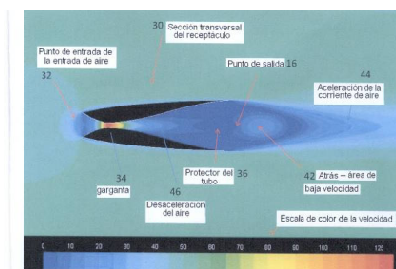 30 Sección transversal
del receptáculo
Punto de entrada de
la entrada de aire
32
Punto de salida 16
44
Aceleración de la
corriente de aire
34
garganta
46
Desaceleración
del aire
Protector del 36
tubo
42 Atrás – área de
baja velocidad
Escala de color de la velocidad
0 10 20 30 40 50 60 70 80 90 100 110 120